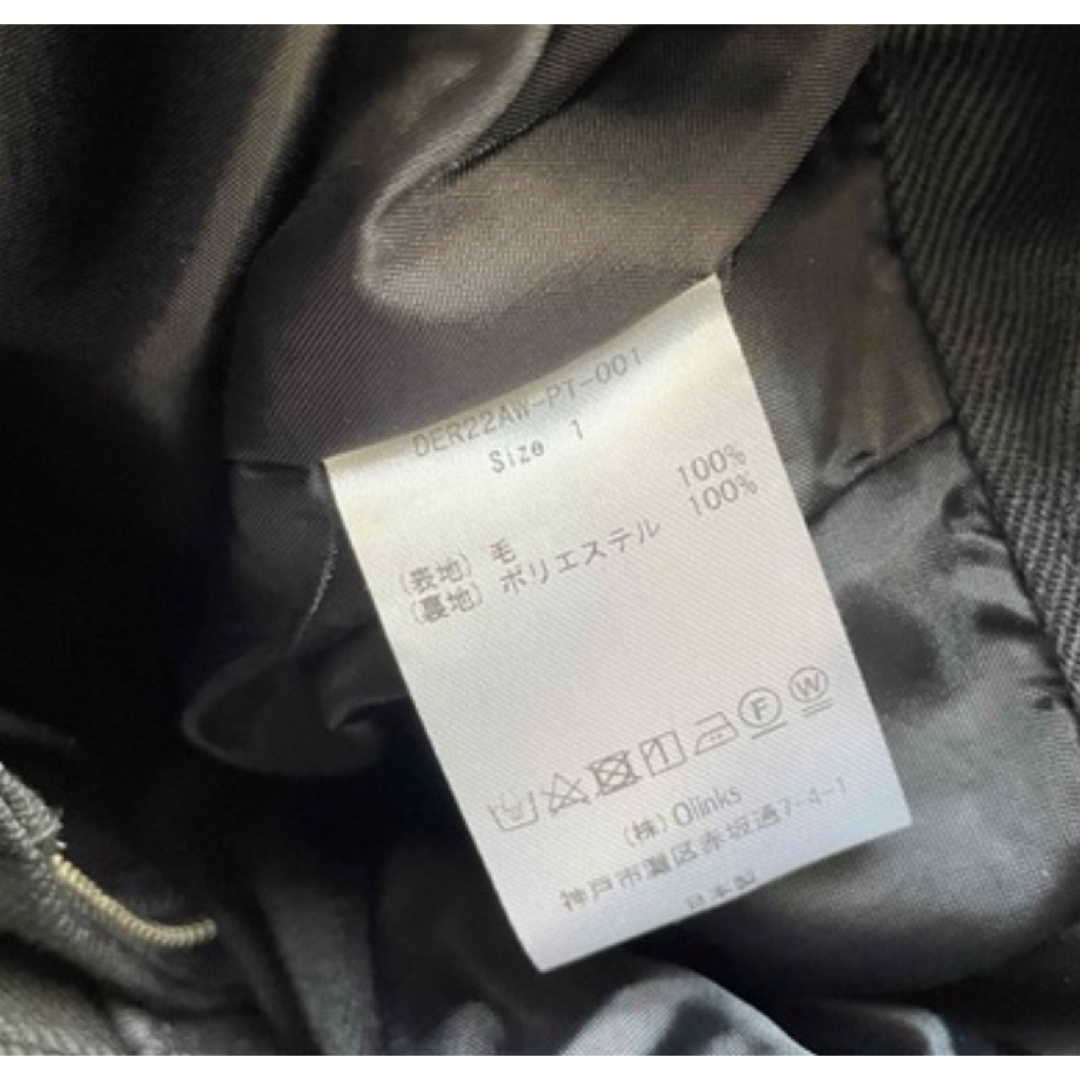 DER22AW-PT-001
Size 1
(表地) 毛 100%
(裏地) ポリエステル 100%
F W
(株) Olinks
神戸市灘区赤坂通7-4-1
日本製